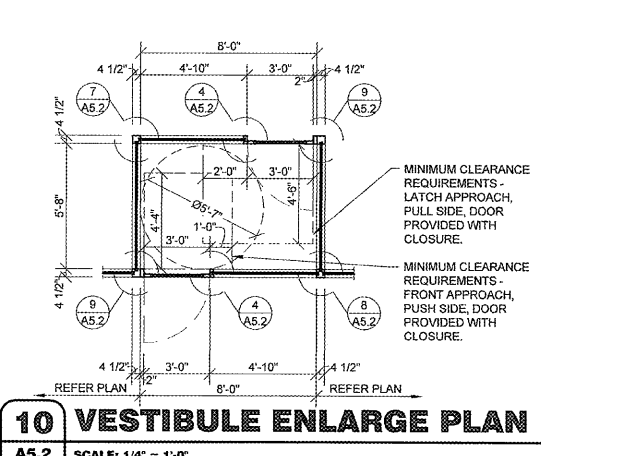 8'-0"
4 1/2" 4'-10" 3'-0" 4 1/2"
2"
7 4 9
A5.2 A5.2 A5.2
4 1/2"
2'-0" 3'-0"
5'-8"
4'-6"
Ø5'-7"
4'-4"
1'-0"
3'-0"
MINIMUM CLEARANCE
REQUIREMENTS -
LATCH APPROACH,
PULL SIDE, DOOR
PROVIDED WITH
CLOSURE.
MINIMUM CLEARANCE
REQUIREMENTS -
FRONT APPROACH,
PUSH SIDE, DOOR
PROVIDED WITH
CLOSURE.
4 1/2"
9 4 8
A5.2 A5.2 A5.2
4 1/2" 3'-0" 4'-10" 4 1/2"
2"
REFER PLAN 8'-0" REFER PLAN
10 VESTIBULE ENLARGE PLAN
A5.2 SCALE: 1/4" = 1'-0"